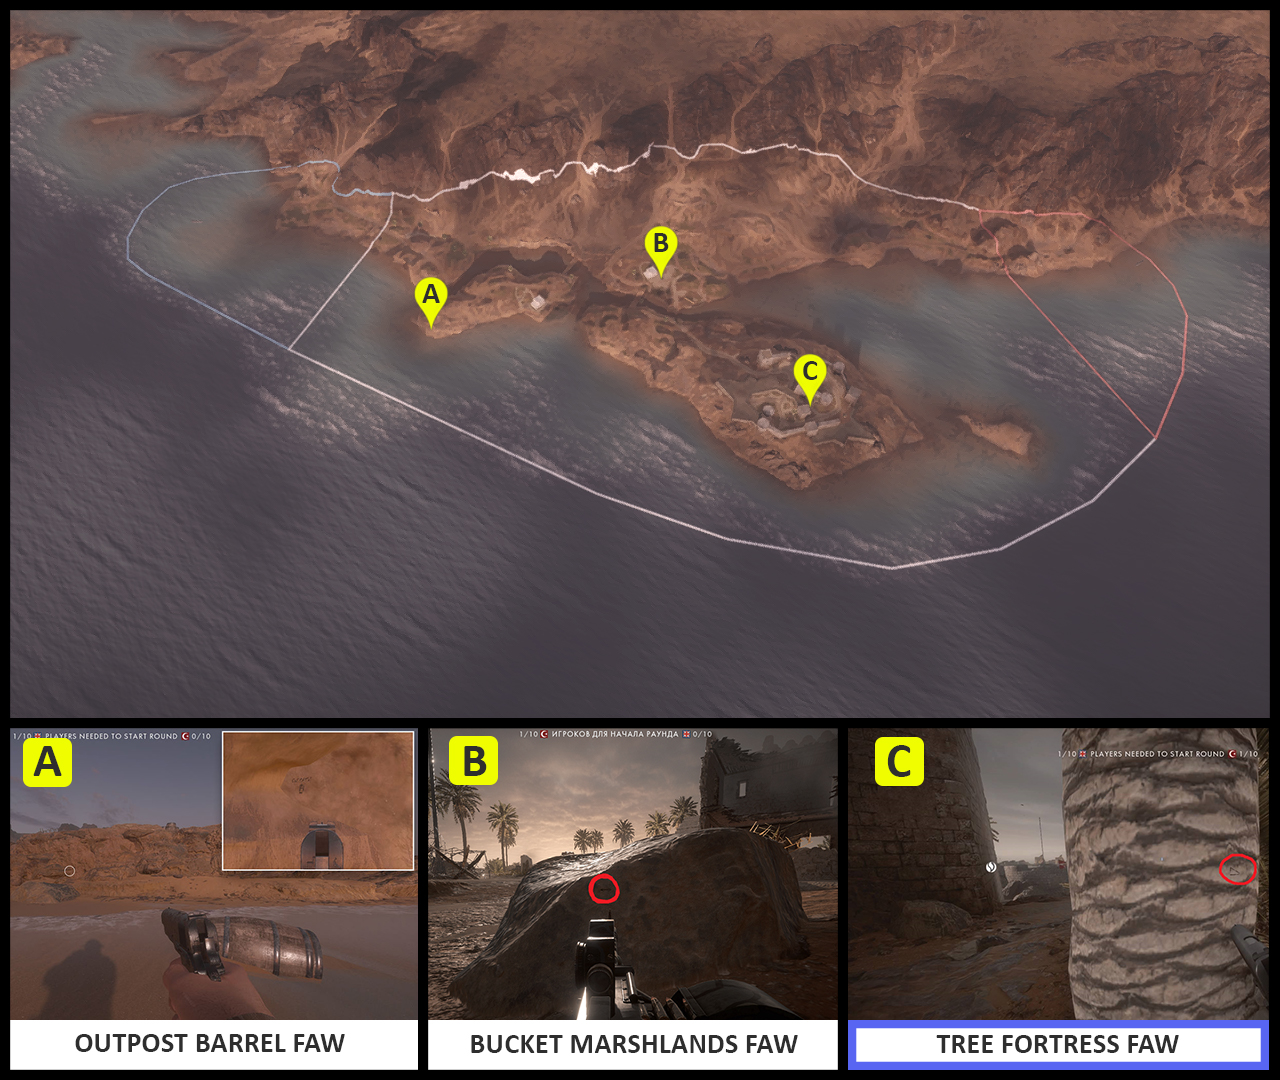 A
B
C
A
1/10 PLAYERS NEEDED TO START ROUND 0/10
B
1/10 ИГРОКОВ ДЛЯ НАЧАЛА РАУНДА 0/10
C
1/10 PLAYERS NEEDED TO START ROUND 1/10
OUTPOST BARREL FAW
BUCKET MARSHLANDS FAW
TREE FORTRESS FAW